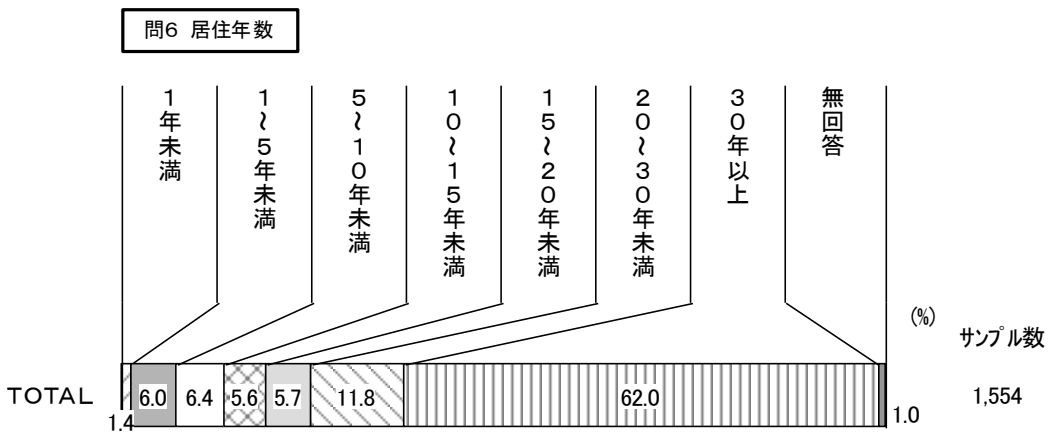 問6 居住年数
1年未満
1～5年未満
5～10年未満
10～15年未満
15～20年未満
20～30年未満
30年以上
無回答
(%)
サンプル数
TOTAL
1.4
6.0
6.4
5.6
5.7
11.8
62.0
1.0
1,554